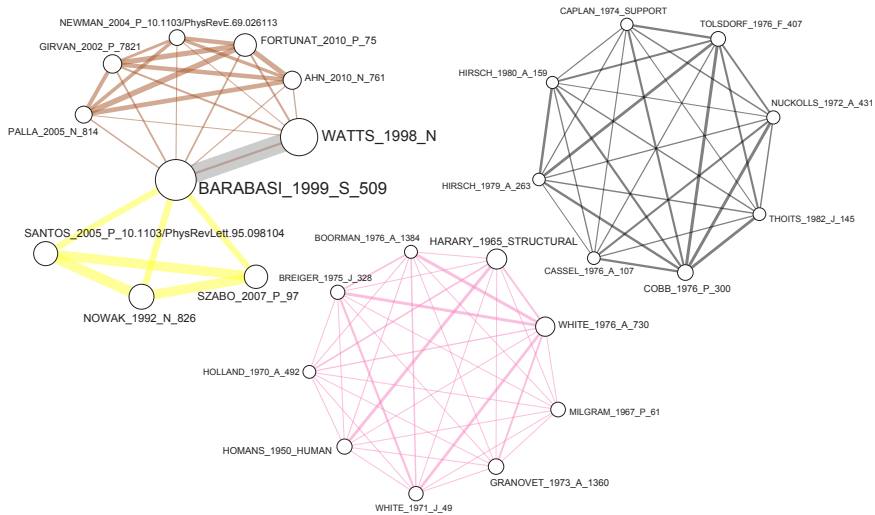 CAPLAN_1974_SUPPORT
NEWMAN_2004_P_10.1103/PhysRevE.69.026113
TOLSDORF_1976_F_407
FORTUNAT_2010_P_75
GIRVAN_2002_P_7821
HIRSCH_1980_A_159
AHN_2010_N_761
NUCKOLLS_1972_A_431
PALLA_2005_N_814
WATTS_1998_N
HIRSCH_1979_A_263
BARABASI_1999_S_509
THOITS_1982_J_145
SANTOS_2005_P_10.1103/PhysRevLett.95.098104
BOORMAN_1976_A_1384
HARARY_1965_STRUCTURAL
CASSEL_1976_A_107
BREIGER_1975_J_328
COBB_1976_P_300
SZABO_2007_P_97
NOWAK_1992_N_826
WHITE_1976_A_730
HOLLAND_1970_A_492
MILGRAM_1967_P_61
HOMANS_1950_HUMAN
GRANOVET_1973_A_1360
WHITE_1971_J_49